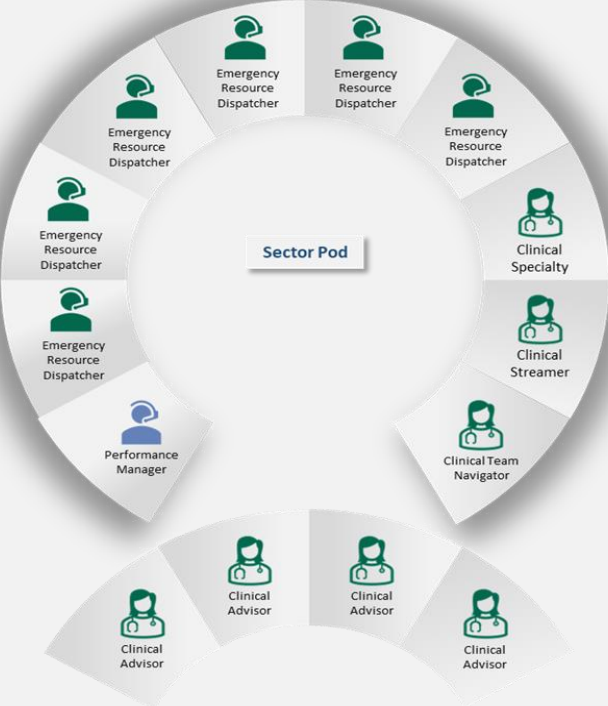 Emergency
Resource
Dispatcher
Emergency
Resource
Dispatcher
Emergency
Resource
Dispatcher
Emergency
Resource
Dispatcher
Emergency
Resource
Dispatcher
Clinical
Specialty
Sector Pod
Emergency
Resource
Dispatcher
Clinical
Streamer
Performance
Manager
Clinical Team
Navigator
Clinical
Advisor
Clinical
Advisor
Clinical
Advisor
Clinical
Advisor